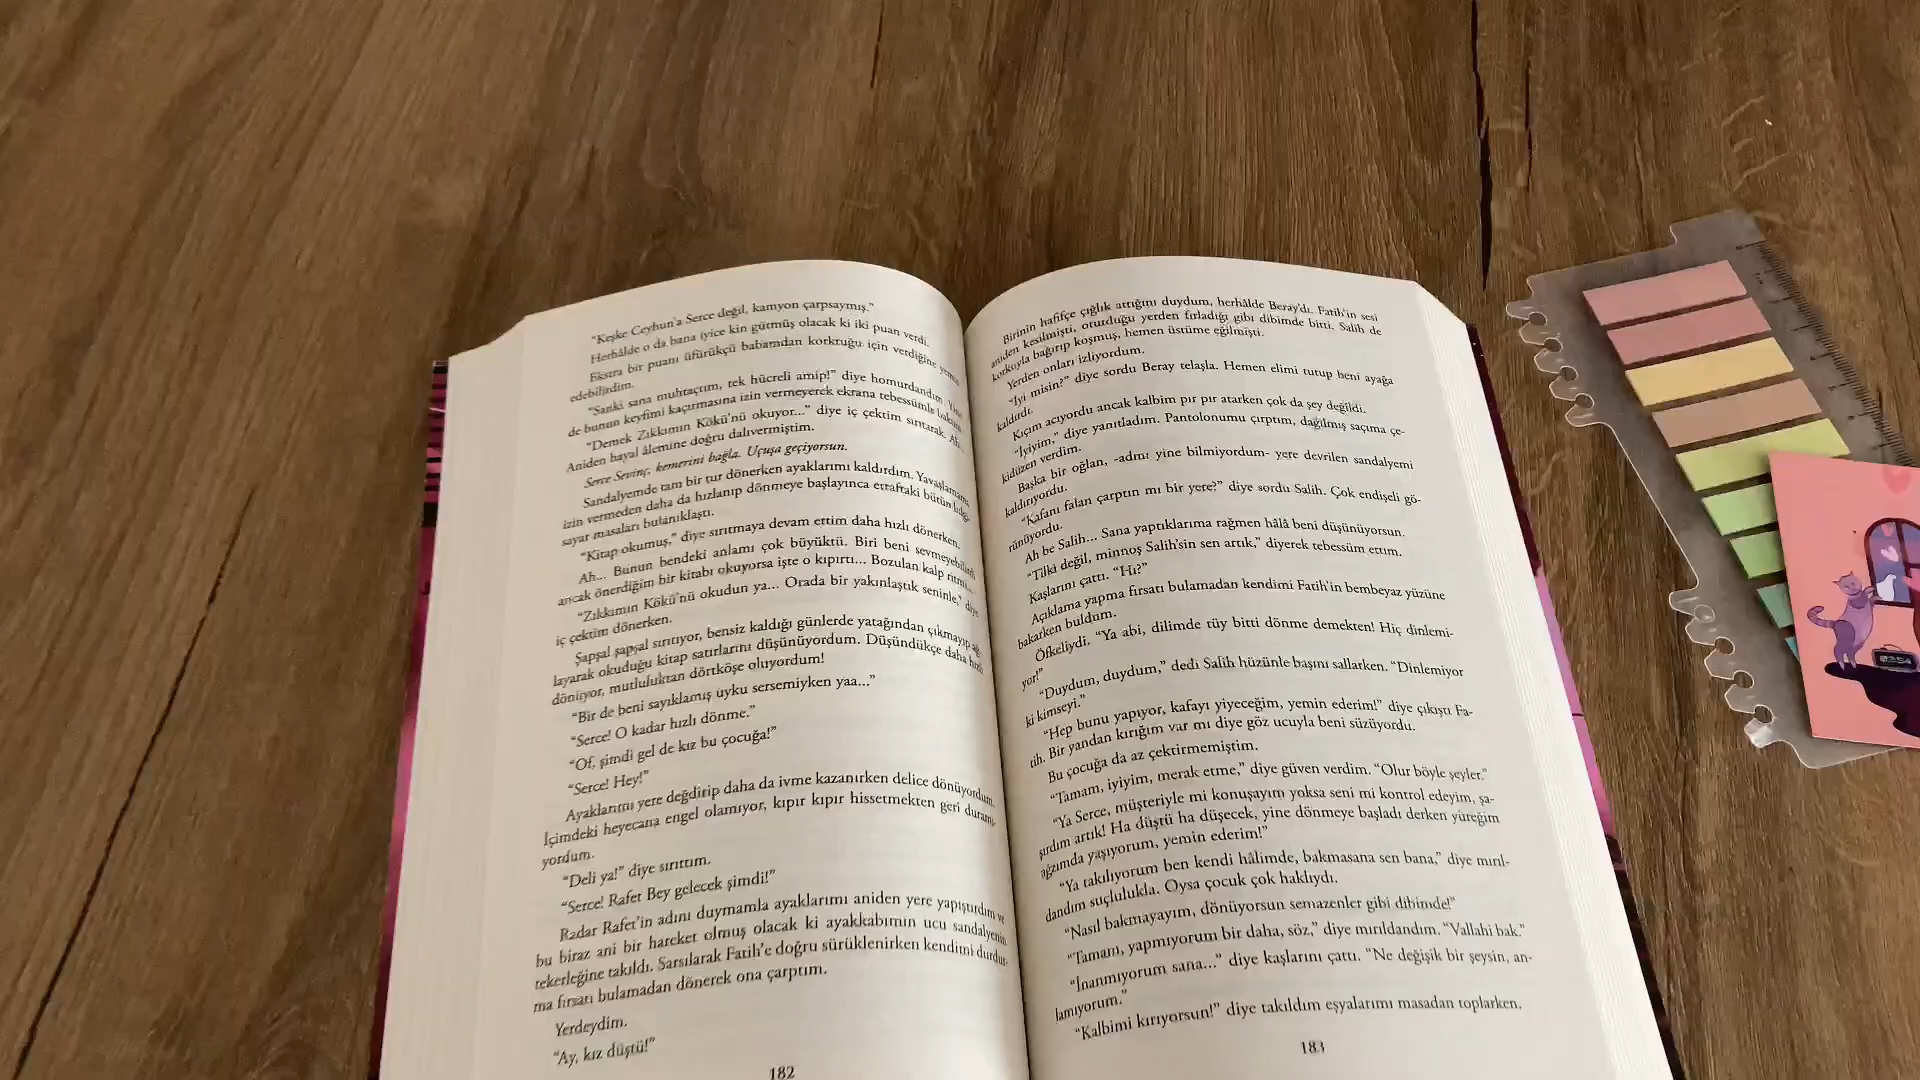 "Keşke Ceyhun'a Serce değil, kamyon çarpsaymış."
Herhâlde o da bana iyice kin gütmüş olacak ki iki puan verdi.
Ekstra bir puanı üfürükçü babamdan korktuğu için verdiğine yemin
edebilirdim.
"Sanki sana muhtaçtım, tek hücreli amip!" diye homurdandım. Yine
de bunun keyfimi kaçırmasına izin vermeyerek ekrana tebessümle baktım.
"Demek Zıkkımın Kökü'nü okuyor..." diye iç çektim sırıtarak. Ah...
Aniden hayal âlemine doğru dalıvermiştim.
Serce Sevinç, kemerini bağla. Uçuşa geçiyorsun.
Sandalyemde tam bir tur dönerken ayaklarımı kaldırdım. Yavaşlamama
izin vermeden daha da hızlanıp dönmeye başlayınca etraftaki bütün bilgi-
sayar masaları bulanıklaştı.
"Kitap okumuş," diye sırıtmaya devam ettim daha hızlı dönerken.
Ah... Bunun bendeki anlamı çok büyüktü. Biri beni sevmeyebilirdi
ancak önerdiğim bir kitabı okuyorsa işte o kıpırtı... Bozulan kalp ritmi...
"Zıkkımın Kökü'nü okudun ya... Orada bir yakınlaştık seninle," diye
iç çektim dönerken.
Şapşal şapşal sırıtıyor, bensiz kaldığı günlerde yatağından çıkmayıp ağ-
layarak okuduğu kitap satırlarını düşünüyordum. Düşündükçe daha hızlı
dönüyor, mutluluktan dörtköşe oluyordum!
"Bir de beni sayıklamış uyku sersemiyken yaa..."
"Serce! O kadar hızlı dönme."
"Of, şimdi gel de kız bu çocuğa!"
"Serce! Hey!"
Ayaklarımı yere değdirip daha da ivme kazanırken delice dönüyordum.
İçimdeki heyecana engel olamıyor, kıpır kıpır hissetmekten geri duramı-
yordum.
"Deli ya!" diye sırıttım.
"Serce! Rafet Bey gelecek şimdi!"
Radar Rafet'in adını duymamla ayaklarımı aniden yere yapıştırdım ve
bu biraz ani bir hareket olmuş olacak ki ayakkabımın ucu sandalyenin
tekerleğine takıldı. Sarsılarak Fatih'e doğru sürüklenirken kendimi durdur-
ma fırsatı bulamadan dönerek ona çarptım.
Yerdeydim.
"Ay, kız düştü!"
182
Birinin hafifçe çığlık attığını duydum, herhâlde Beray'dı. Fatih'in sesi
aniden kesilmişti, oturduğu yerden fırladığı gibi dibimde bitti. Salih de
korkuyla bağırıp koşmuş, hemen üstüme eğilmişti.
Yerden onları izliyordum.
"İyi misin?" diye sordu Beray telaşla. Hemen elimi tutup beni ayağa
kaldırdı.
Kıçım acıyordu ancak kalbim pır pır atarken çok da şey değildi.
"İyiyim," diye yanıtladım. Pantolonumu çırptım, dağılmış saçıma çe-
kidüzen verdim.
Başka bir oğlan, -adını yine bilmiyordum- yere devrilen sandalyemi
kaldırıyordu.
"Kafanı falan çarptın mı bir yere?" diye sordu Salih. Çok endişeli gö-
rünüyordu.
Ah be Salih... Sana yaptıklarıma rağmen hâlâ beni düşünüyorsun.
"Tilki değil, minnoş Salih'sin sen artık," diyerek tebessüm ettim.
Kaşlarını çattı. "Hı?"
Açıklama yapma fırsatı bulamadan kendimi Fatih'in bembeyaz yüzüne
bakarken buldum.
Öfkeliydi. "Ya abi, dilimde tüy bitti dönme demekten! Hiç dinlemi-
yor!"
"Duydum, duydum," dedi Salih hüzünle başını sallarken. "Dinlemiyor
ki kimseyi."
"Hep bunu yapıyor, kafayı yiyeceğim, yemin ederim!" diye çıkıştı Fa-
tih. Bir yandan kırığım var mı diye göz ucuyla beni süzüyordu.
Bu çocuğa da az çektirmemiştim.
"Tamam, iyiyim, merak etme," diye güven verdim. "Olur böyle şeyler."
"Ya Serce, müşteriyle mi konuşayım yoksa seni mi kontrol edeyim, şa-
şırdım artık! Ha düştü ha düşecek, yine dönmeye başladı derken yüreğim
ağzımda yaşıyorum, yemin ederim!"
"Ya takılıyorum ben kendi hâlimde, bakmasana sen bana," diye mırıl-
dandım suçlulukla. Oysa çocuk çok haklıydı.
"Nasıl bakmayayım, dönüyorsun semazenler gibi dibimde!"
"Tamam, yapmıyorum bir daha, söz," diye mırıldandım. "Vallahi bak."
"İnanmıyorum sana..." diye kaşlarını çattı. "Ne değişik bir şeysin, an-
lamıyorum."
"Kalbimi kırıyorsun!" diye takıldım eşyalarımı masadan toplarken.
183